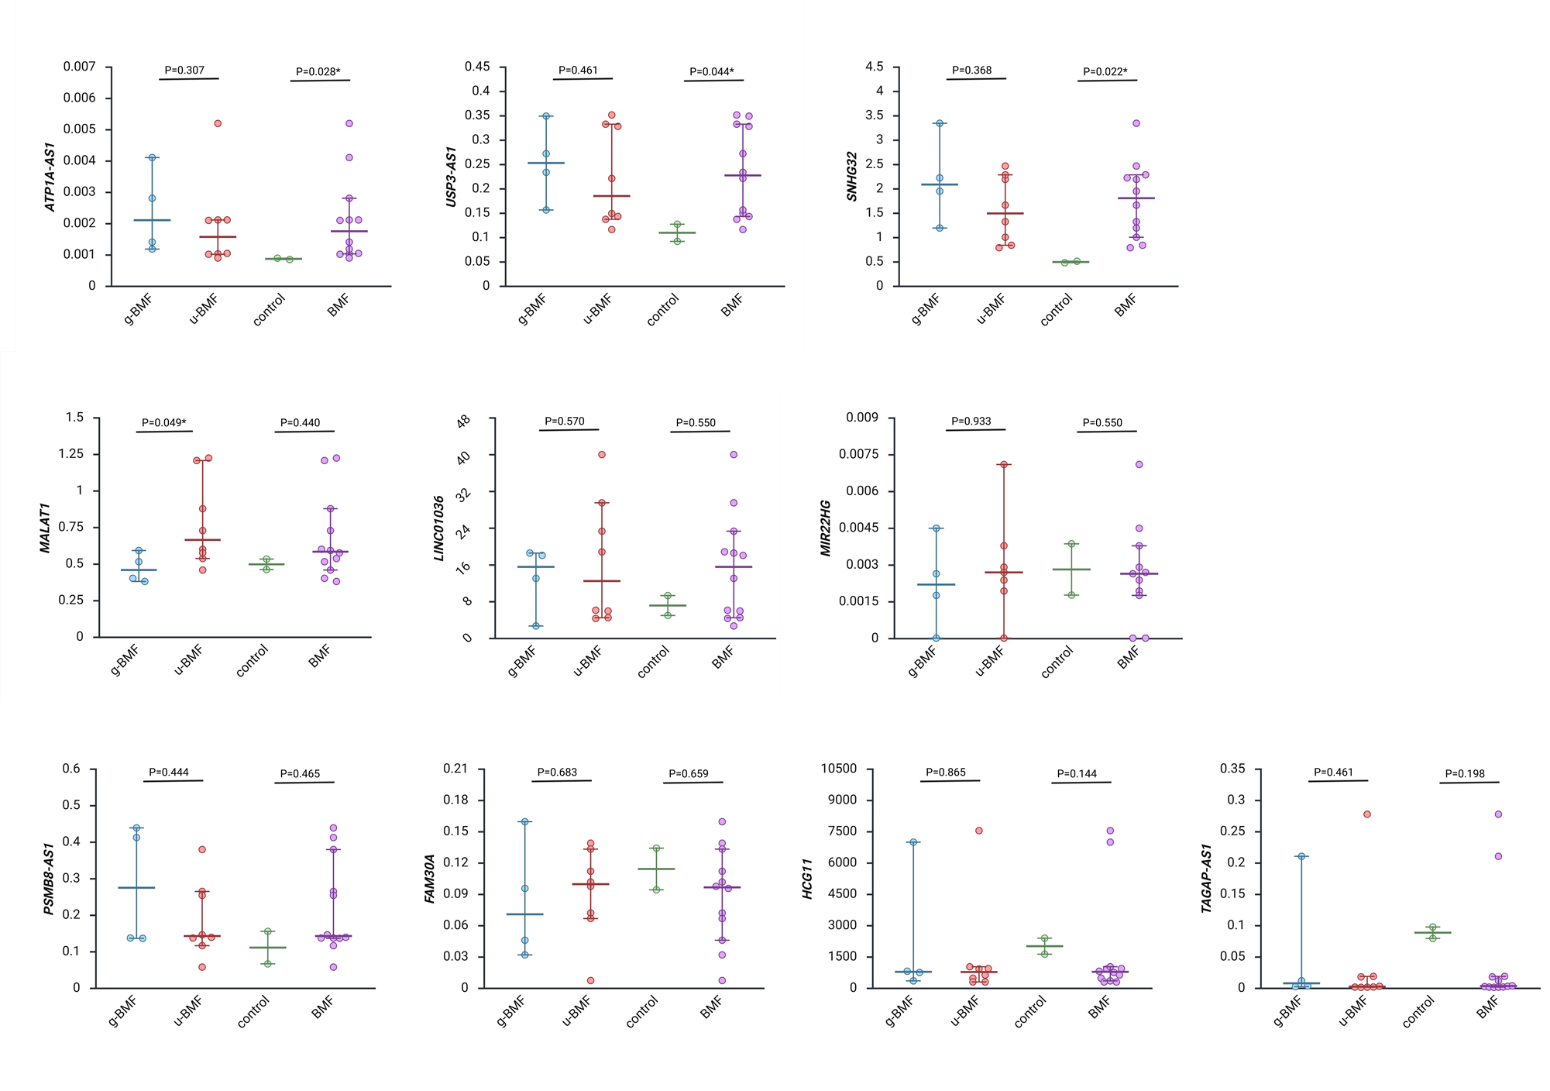 ATP1A-AS1
0.007
0.006
0.005
0.004
0.003
0.002
0.001
0
P=0.307
P=0.028*
g-BMF
u-BMF
control
BMF
USP3-AS1
0.45
0.4
0.35
0.3
0.25
0.2
0.15
0.1
0.05
0
P=0.461
P=0.044*
g-BMF
u-BMF
control
BMF
SNHG32
4.5
4
3.5
3
2.5
2
1.5
1
0.5
0
P=0.368
P=0.022*
g-BMF
u-BMF
control
BMF
MALAT1
1.5
1.25
1
0.75
0.5
0.25
0
P=0.049*
P=0.440
g-BMF
u-BMF
control
BMF
LINC01036
48
40
32
24
16
8
0
P=0.570
P=0.550
g-BMF
u-BMF
control
BMF
MIR22HG
0.009
0.0075
0.006
0.0045
0.003
0.0015
0
P=0.933
P=0.550
g-BMF
u-BMF
control
BMF
PSMB8-AS1
0.6
0.5
0.4
0.3
0.2
0.1
0
P=0.444
P=0.465
g-BMF
u-BMF
control
BMF
FAM30A
0.21
0.18
0.15
0.12
0.09
0.06
0.03
0
P=0.683
P=0.659
g-BMF
u-BMF
control
BMF
HCG11
10500
9000
7500
6000
4500
3000
1500
0
P=0.865
P=0.144
g-BMF
u-BMF
control
BMF
TAGAP-AS1
0.35
0.3
0.25
0.2
0.15
0.1
0.05
0
P=0.461
P=0.198
g-BMF
u-BMF
control
BMF